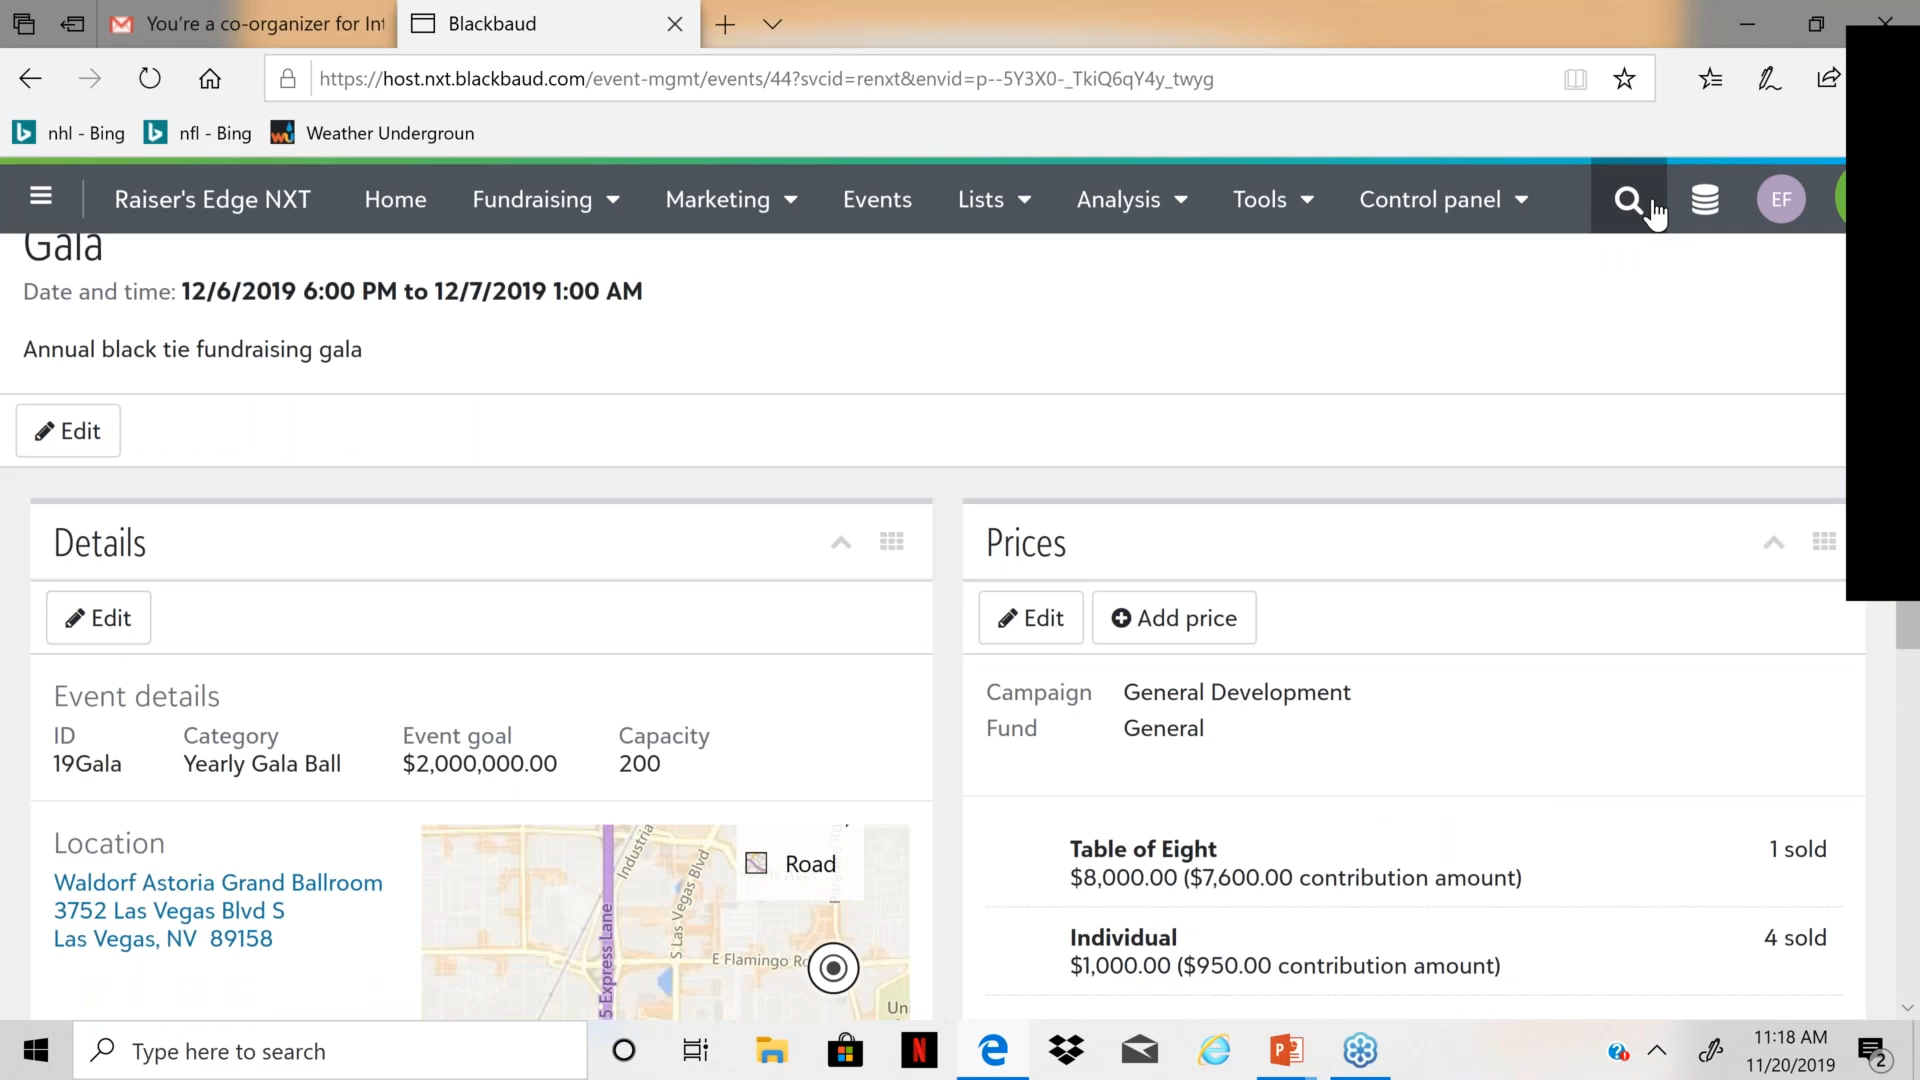 You're a co-organizer for Int
Blackbaud
https://host.nxt.blackbaud.com/event-mgmt/events/44?svcid=renxt&envid=p--5Y3X0-_TkiQ6qY4y_twyg
nhl - Bing
nfl - Bing
Weather Undergroun
Raiser's Edge NXT
Home
Fundraising
Marketing
Events
Lists
Analysis
Tools
Control panel
EF
Gala
Date and time: 12/6/2019 6:00 PM to 12/7/2019 1:00 AM
Annual black tie fundraising gala
Edit
Details
Edit
Event details
ID Category Event goal Capacity
19Gala Yearly Gala Ball $2,000,000.00 200
Location
Waldorf Astoria Grand Ballroom
3752 Las Vegas Blvd S
Las Vegas, NV 89158
Industria
S Las Vegas Blvd
Road
5 Express Lane
E Flamingo Ro
Un
Prices
Edit
Add price
Campaign General Development
Fund General
Table of Eight 1 sold
$8,000.00 ($7,600.00 contribution amount)
Individual 4 sold
$1,000.00 ($950.00 contribution amount)
Type here to search
11:18 AM
11/20/2019
2